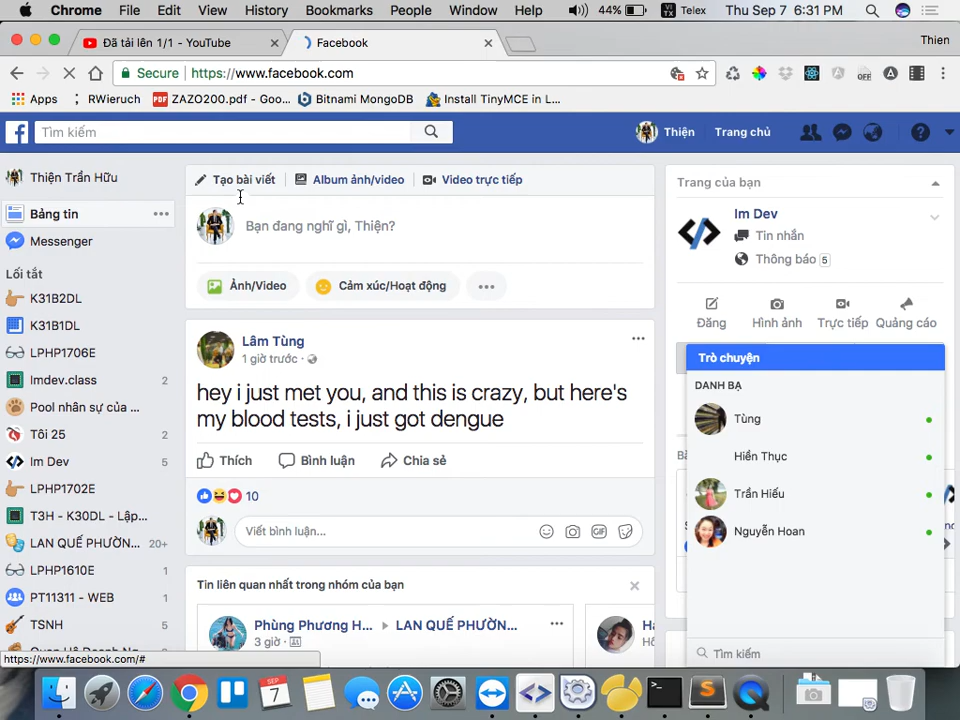 Chrome File Edit View History Bookmarks People Window Help 44% VI TX Telex Thu Sep 7 6:31 PM
Đã tải lên 1/1 - YouTube Facebook Thien
Secure https://www.facebook.com
Apps RWieruch ZAZO200.pdf - Goo... Bitnami MongoDB Install TinyMCE in L...
Tìm kiếm Thiện Trang chủ
Thiện Trần Hữu
Bảng tin
Messenger
Lối tắt
K31B2DL
K31B1DL
LPHP1706E
Imdev.class 2
Pool nhân sự của ...
Tôi 25 2
Im Dev 5
LPHP1702E
T3H - K30DL - Lập...
LAN QUẾ PHƯỜN... 20+
LPHP1610E 1
PT11311 - WEB 1
TSNH 5
https://www.facebook.com/#
Tạo bài viết Album ảnh/video Video trực tiếp
Bạn đang nghĩ gì, Thiện?
Ảnh/Video Cảm xúc/Hoạt động
Lâm Tùng
1 giờ trước
hey i just met you, and this is crazy, but here's
my blood tests, i just got dengue
Thích Bình luận Chia sẻ
10
Viết bình luận... GIF
Tin liên quan nhất trong nhóm của bạn
Phùng Phương H... LAN QUẾ PHƯỜN...
3 giờ
Trang của bạn
Im Dev
Tin nhắn
Thông báo 5
Đăng Hình ảnh Trực tiếp Quảng cáo
Trò chuyện
DANH BẠ
Tùng
Hiền Thục
Trần Hiếu
Nguyễn Hoan
Tìm kiếm
SEP
7